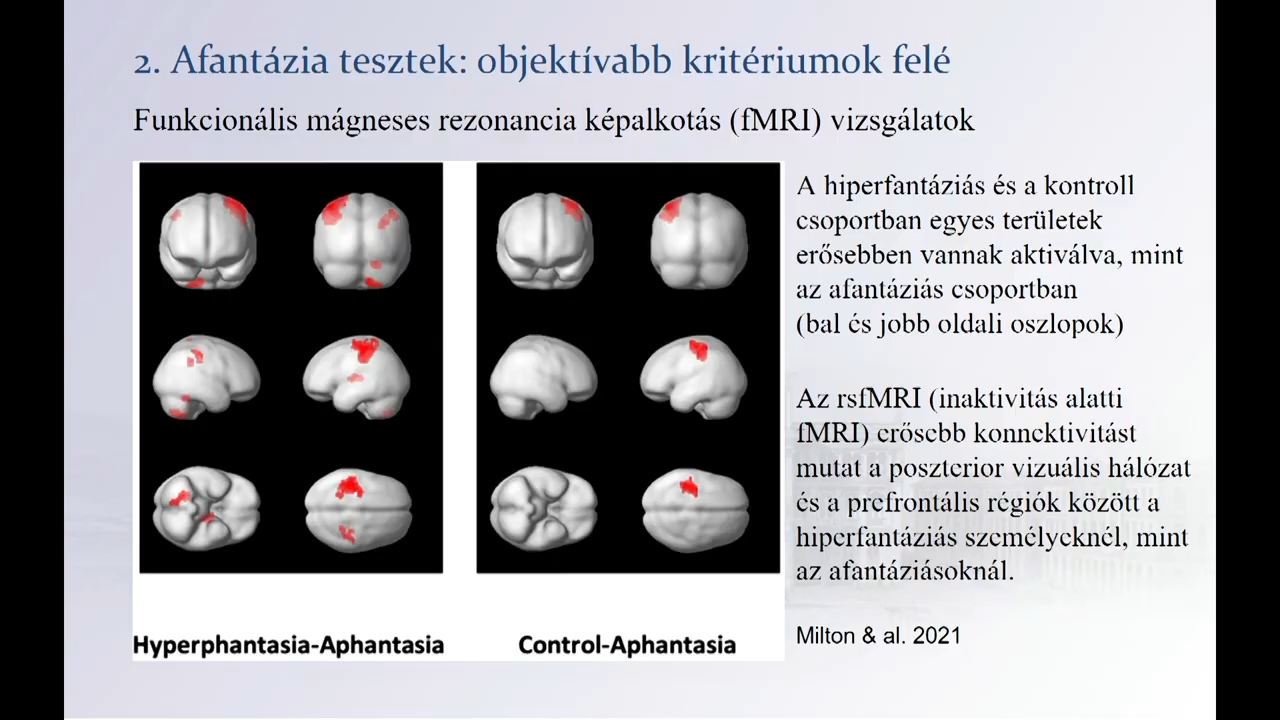 2. Afantázia tesztek: objektívabb kritériumok felé
Funkcionális mágneses rezonancia képalkotás (fMRI) vizsgálatok
A hiperfantáziás és a kontroll
csoportban egyes területek
erősebben vannak aktiválva, mint
az afantáziás csoportban
(bal és jobb oldali oszlopok)
Az rsfMRI (inaktivitás alatti
fMRI) erősebb konnektivitást
mutat a poszterior vizuális hálózat
és a prefrontális régiók között a
hiperfantáziás személyeknél, mint
az afantáziásoknál.
Milton & al. 2021
Hyperphantasia-Aphantasia
Control-Aphantasia